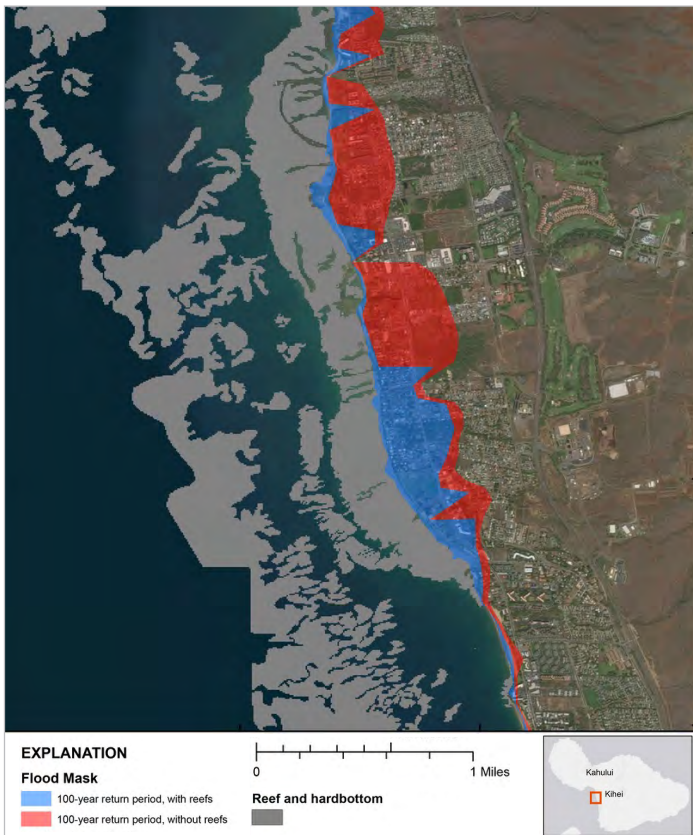 EXPLANATION
Flood Mask
100-year return period, with reefs
100-year return period, without reefs
0 1 Miles
Reef and hardbottom
Kahului
Kihei